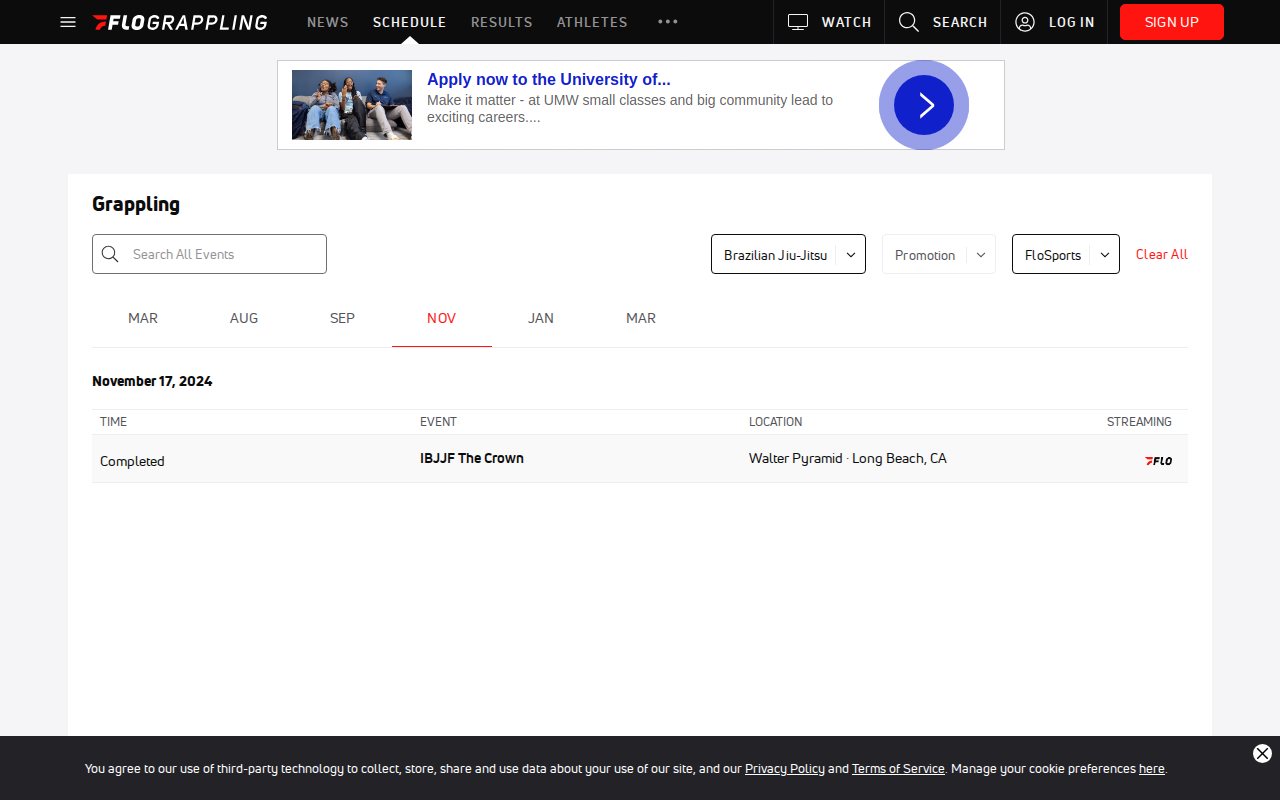 FLOGRAPPLING NEWS SCHEDULE RESULTS ATHLETES ••• WATCH SEARCH LOG IN SIGN UP
Apply now to the University of...
Make it matter - at UMW small classes and big community lead to
exciting careers....
Grappling
Search All Events Brazilian Jiu-Jitsu Promotion FloSports Clear All
MAR AUG SEP NOV JAN MAR
November 17, 2024
TIME EVENT LOCATION STREAMING
Completed IBJJF The Crown Walter Pyramid · Long Beach, CA FLO
You agree to our use of third-party technology to collect, store, share and use data about your use of our site, and our Privacy Policy and Terms of Service. Manage your cookie preferences here.